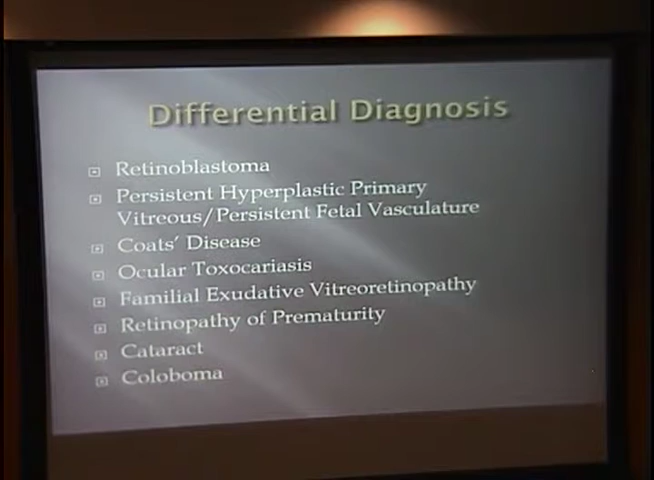 Differential Diagnosis
Retinoblastoma
Persistent Hyperplastic Primary
Vitreous/Persistent Fetal Vasculature
Coats' Disease
Ocular Toxocariasis
Familial Exudative Vitreoretinopathy
Retinopathy of Prematurity
Cataract
Coloboma